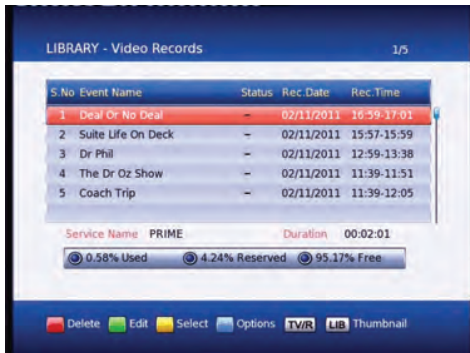 LIBRARY - Video Records 1/5
S.No Event Name Status Rec.Date Rec.Time
1 Deal Or No Deal – 02/11/2011 16:59-17:01
2 Suite Life On Deck – 02/11/2011 15:57-15:59
3 Dr Phil – 02/11/2011 12:59-13:38
4 The Dr Oz Show – 02/11/2011 11:39-11:51
5 Coach Trip – 02/11/2011 11:39-12:05
Service Name PRIME Duration 00:02:01
0.58% Used 4.24% Reserved 95.17% Free
Delete Edit Select Options TV/R LIB Thumbnail